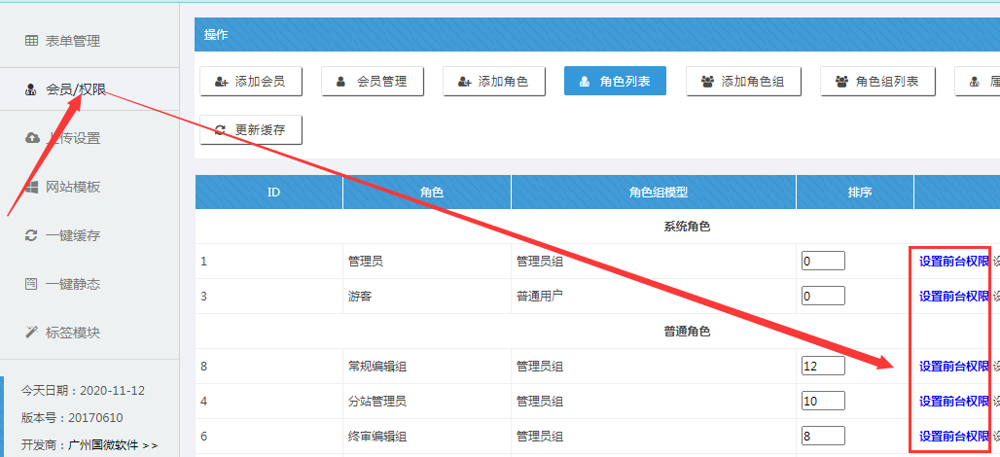 表单管理
会员/权限
上传设置
网站模板
一键缓存
一键静态
标签模块
今天日期：2020-11-12
版本号：20170610
开发商：广州国微软件 >>
操作
添加会员 会员管理 添加角色 角色列表 添加角色组 角色组列表
更新缓存
ID 角色 角色组模型 排序
系统角色
1 管理员 管理员组 0 设置前台权限
3 游客 普通用户 0 设置前台权限
普通角色
8 常规编辑组 管理员组 12 设置前台权限
4 分站管理员 管理员组 10 设置前台权限
6 终审编辑组 管理员组 8 设置前台权限